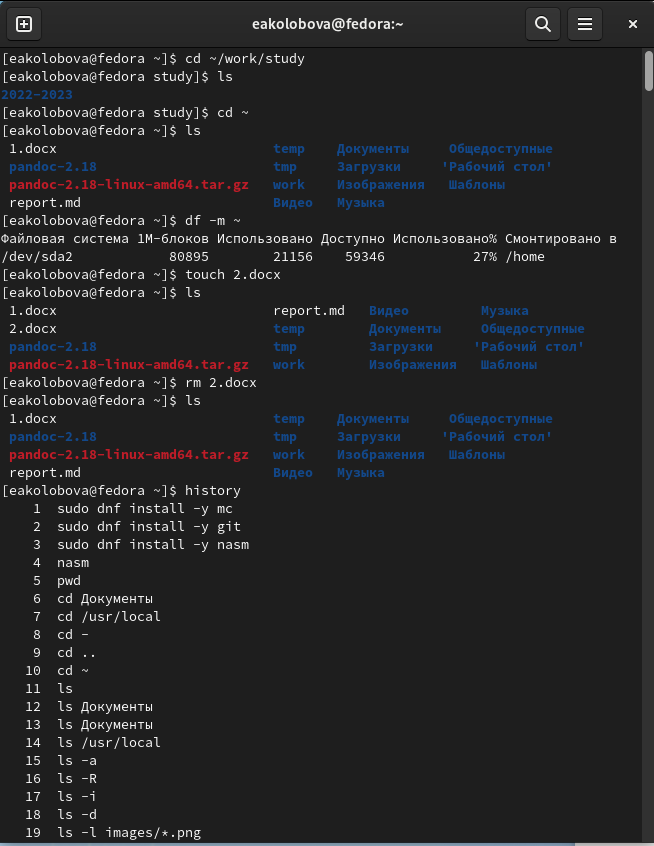 eakolobova@fedora:~
[eakolobova@fedora ~]$ cd ~/work/study
[eakolobova@fedora study]$ ls
2022-2023
[eakolobova@fedora study]$ cd ~
[eakolobova@fedora ~]$ ls
1.docx temp Документы Общедоступные
pandoc-2.18 tmp Загрузки 'Рабочий стол'
pandoc-2.18-linux-amd64.tar.gz work Изображения Шаблоны
report.md Видео Музыка
[eakolobova@fedora ~]$ df -m ~
Файловая система 1M-блоков Использовано Доступно Использовано% Смонтировано в
/dev/sda2 80895 21156 59346 27% /home
[eakolobova@fedora ~]$ touch 2.docx
[eakolobova@fedora ~]$ ls
1.docx report.md Видео Музыка
2.docx temp Документы Общедоступные
pandoc-2.18 tmp Загрузки 'Рабочий стол'
pandoc-2.18-linux-amd64.tar.gz work Изображения Шаблоны
[eakolobova@fedora ~]$ rm 2.docx
[eakolobova@fedora ~]$ ls
1.docx temp Документы Общедоступные
pandoc-2.18 tmp Загрузки 'Рабочий стол'
pandoc-2.18-linux-amd64.tar.gz work Изображения Шаблоны
report.md Видео Музыка
[eakolobova@fedora ~]$ history
1 sudo dnf install -y mc
2 sudo dnf install -y git
3 sudo dnf install -y nasm
4 nasm
5 pwd
6 cd Документы
7 cd /usr/local
8 cd -
9 cd ..
10 cd ~
11 ls
12 ls Документы
13 ls Документы
14 ls /usr/local
15 ls -a
16 ls -R
17 ls -i
18 ls -d
19 ls -l images/*.png